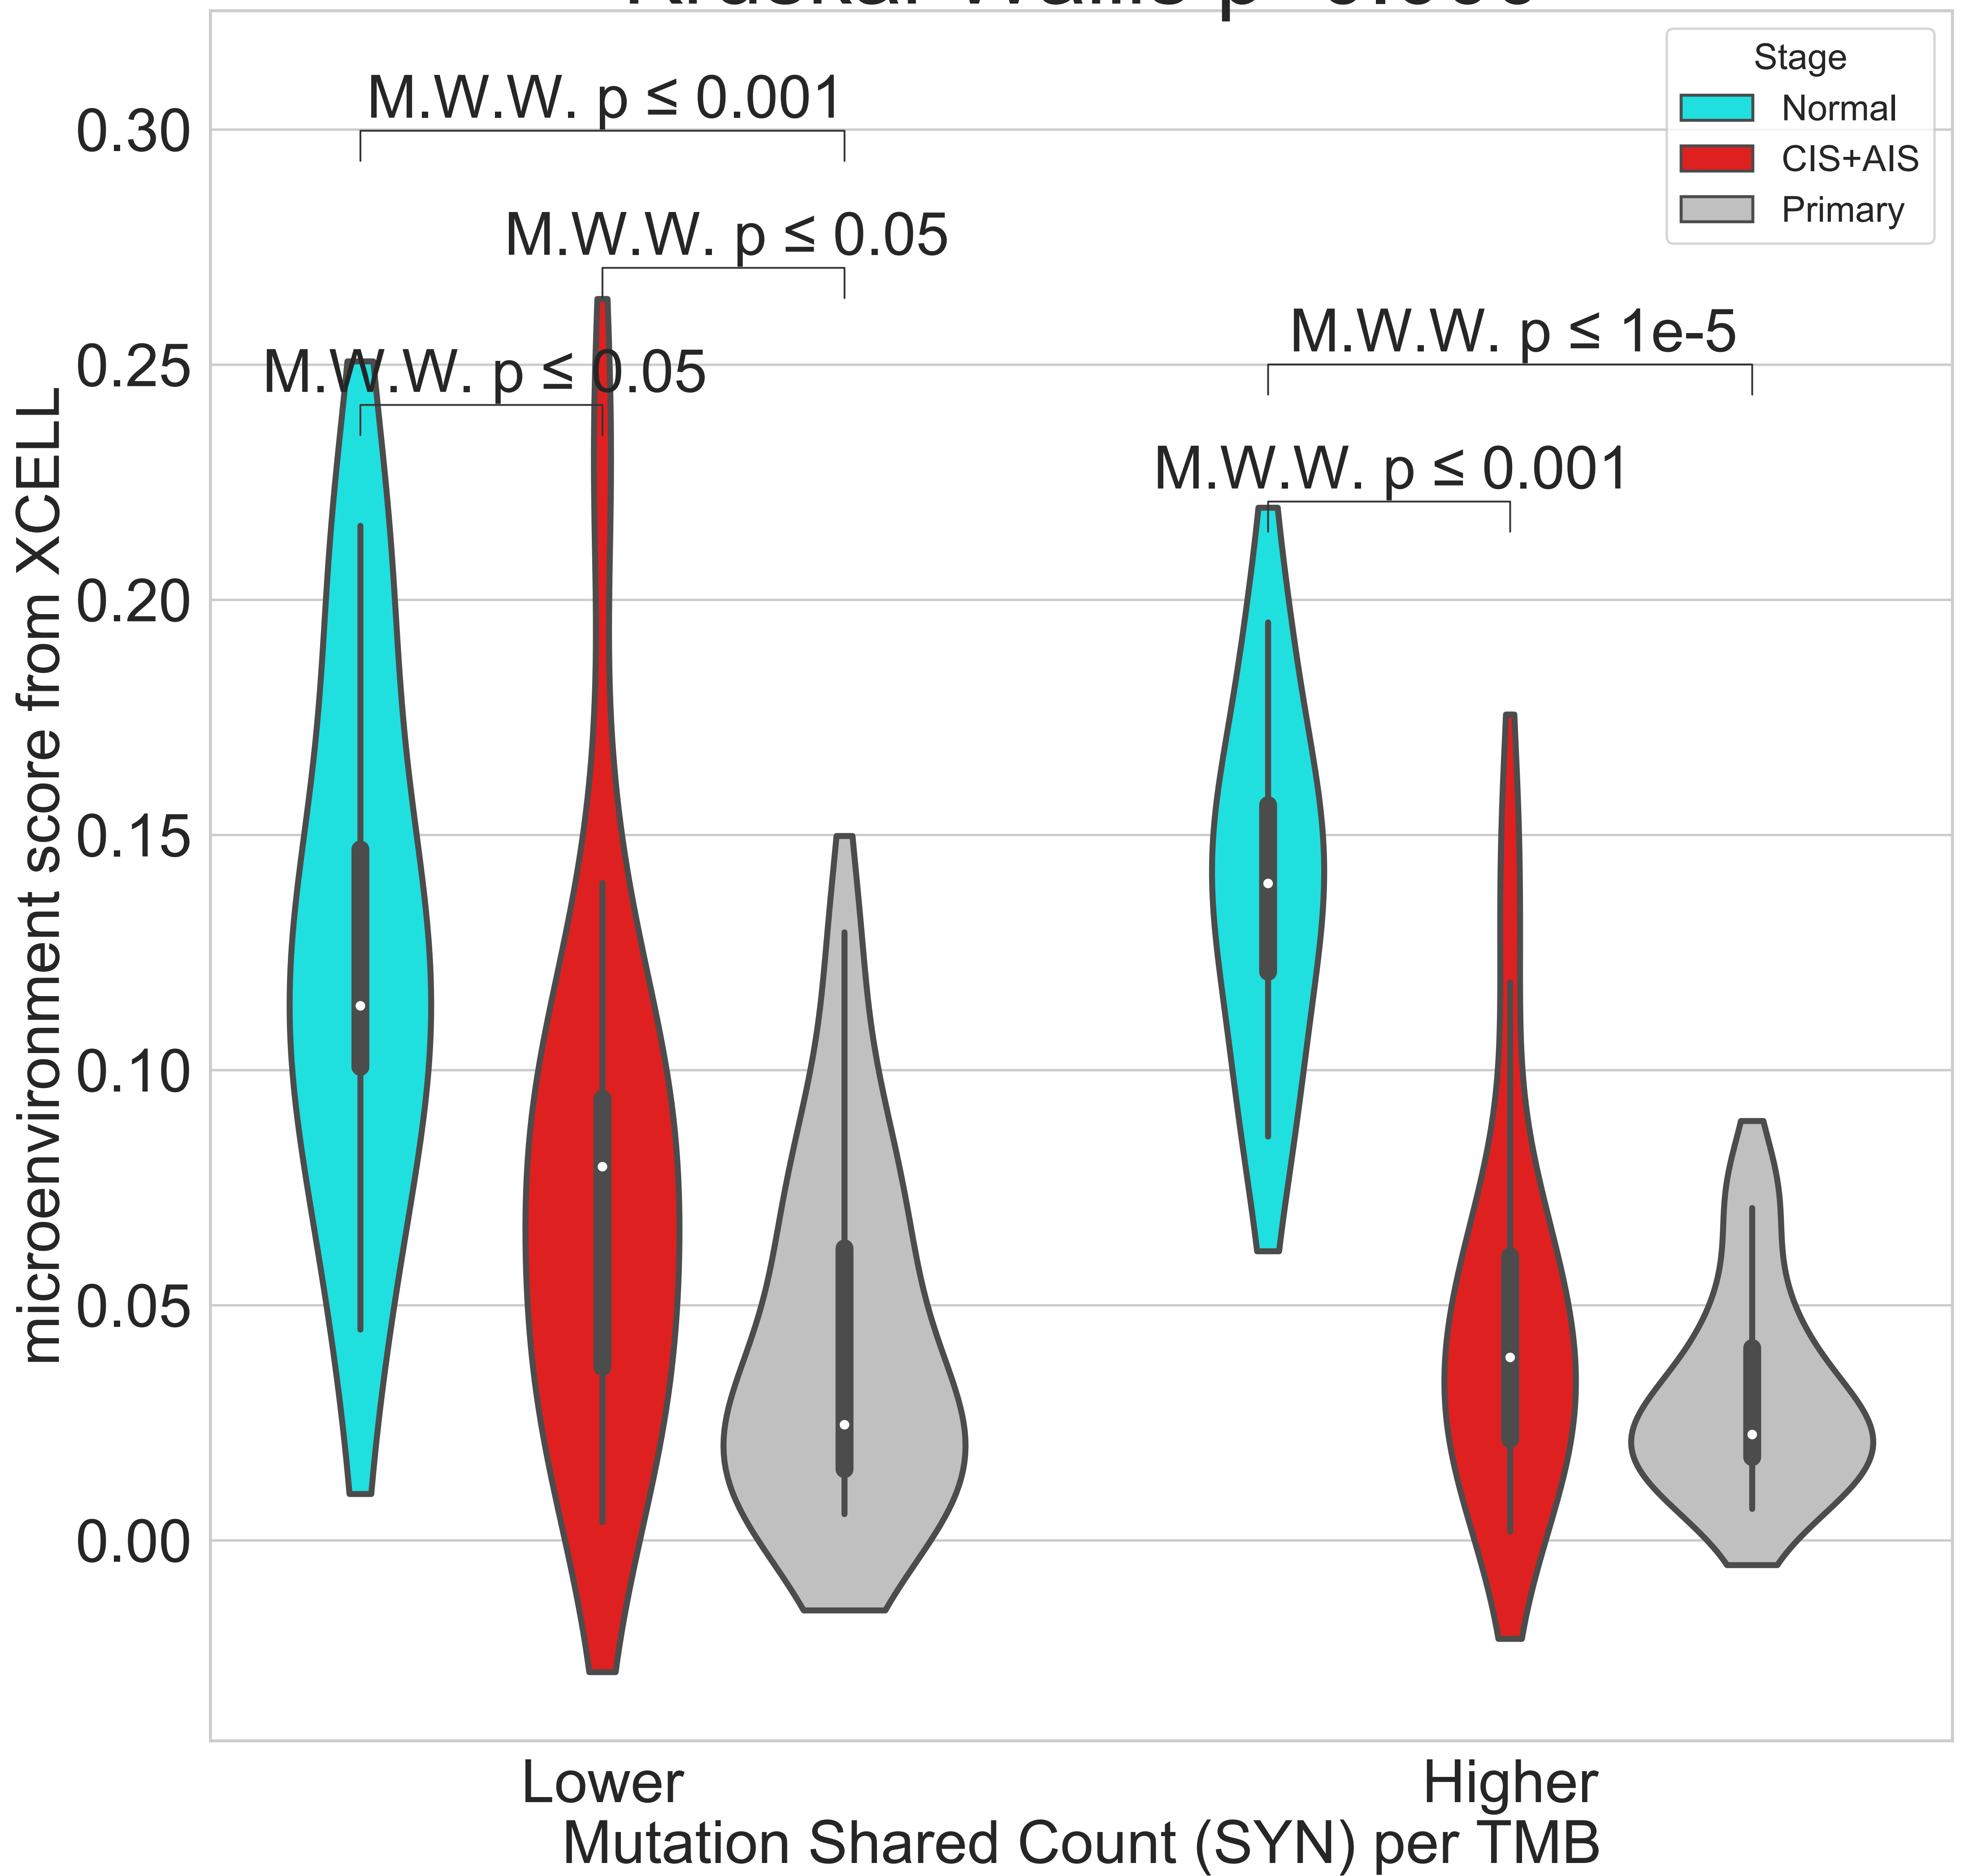 Stage
Normal
CIS+AIS
Primary
M.W.W. p ≤ 0.001
M.W.W. p ≤ 0.05
M.W.W. p ≤ 0.05
M.W.W. p ≤ 1e-5
M.W.W. p ≤ 0.001
0.30
0.25
0.20
0.15
0.10
0.05
0.00
microenvironment score from XCELL
Lower
Higher
Mutation Shared Count (SYN) per TMB